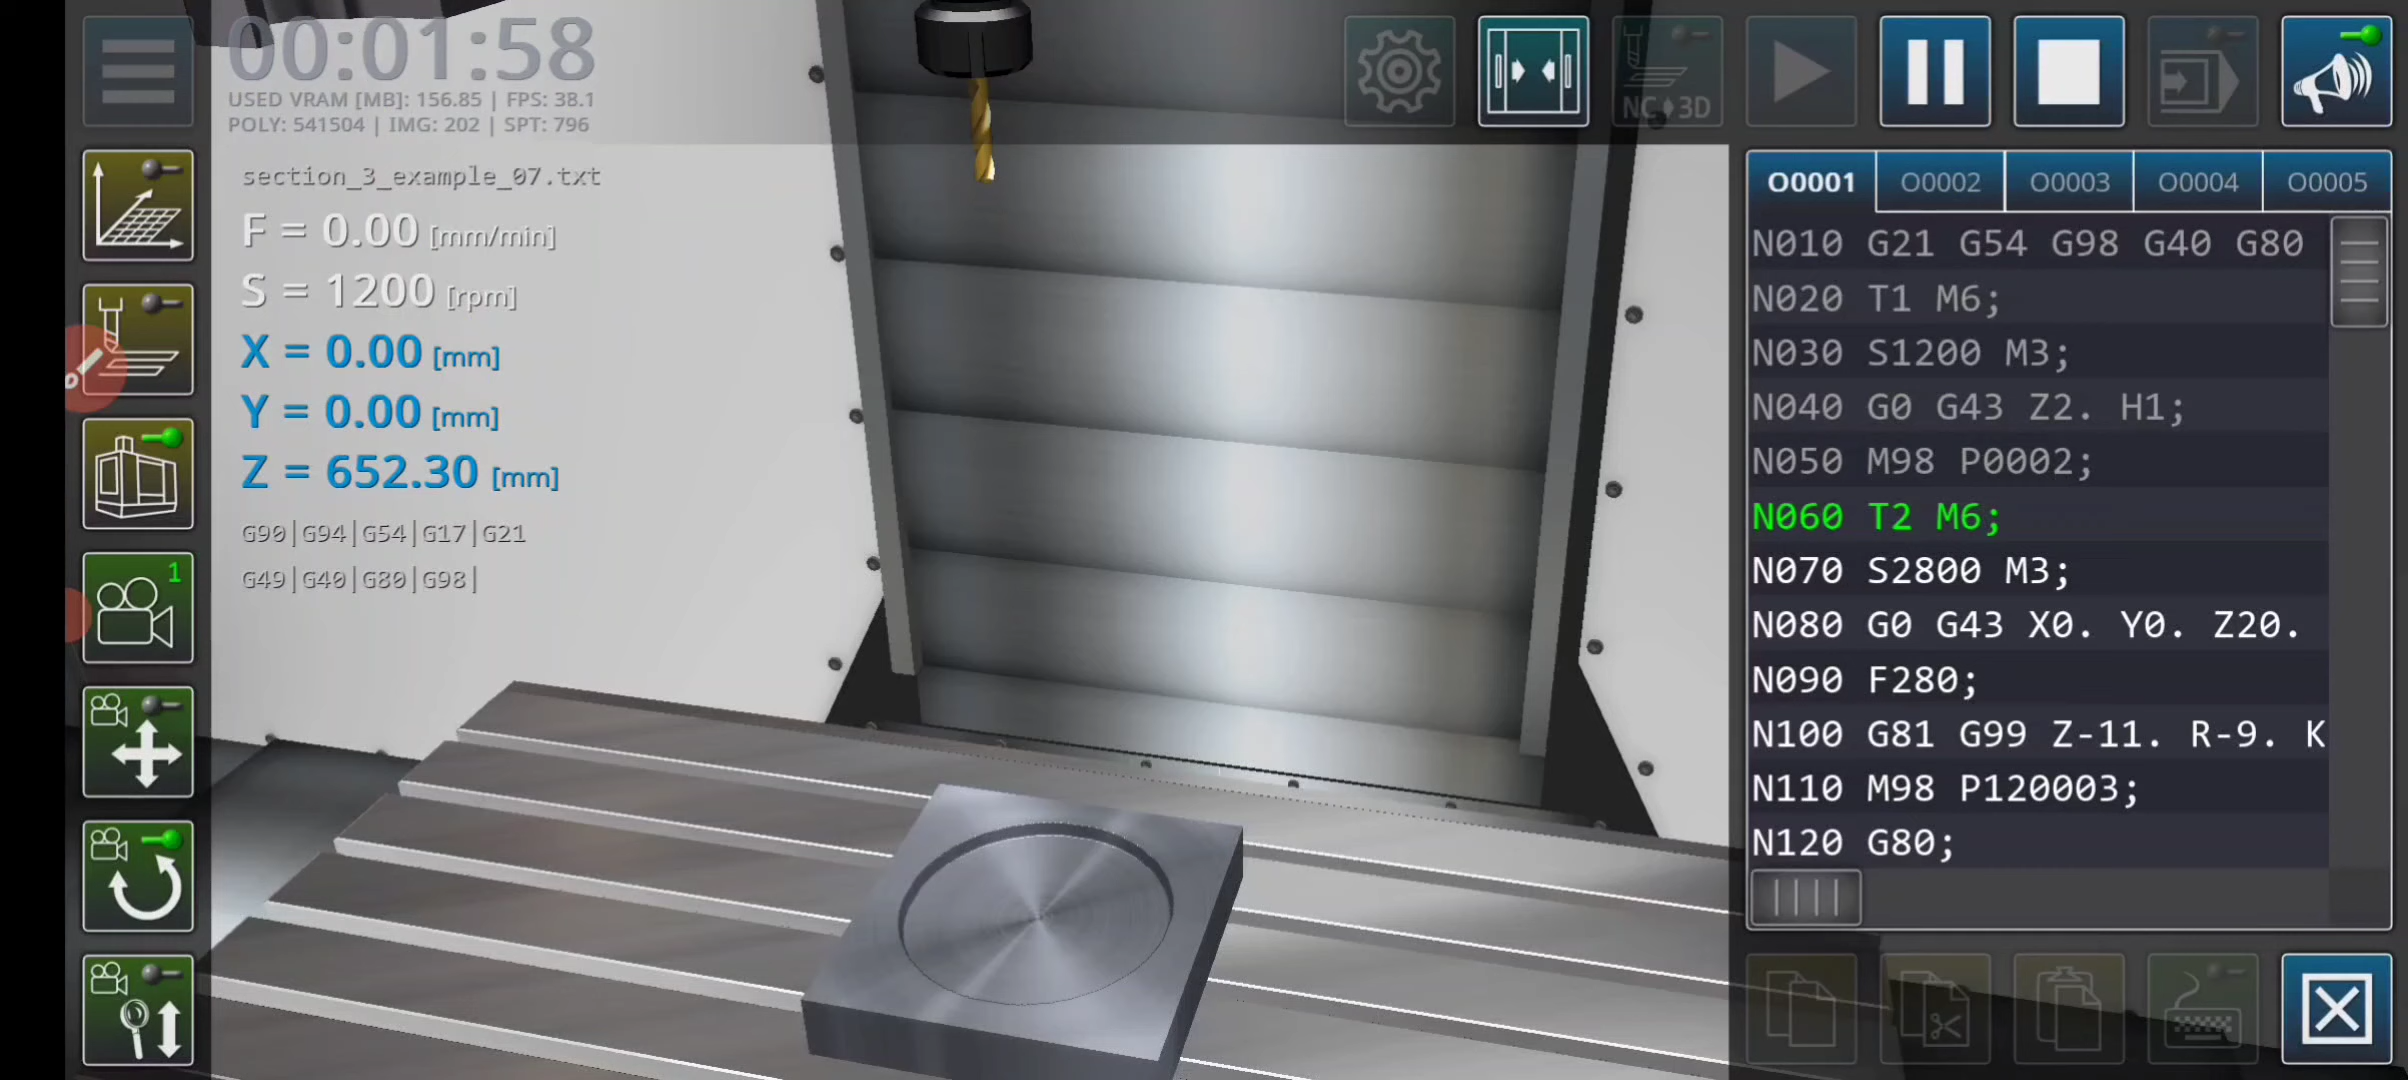 00:01:58
USED VRAM [MB]: 156.85 | FPS: 38.1
POLY: 541504 | IMG: 202 | SPT: 796
section_3_example_07.txt
F = 0.00 [mm/min]
S = 1200 [rpm]
X = 0.00 [mm]
Y = 0.00 [mm]
Z = 652.30 [mm]
G90|G94|G54|G17|G21
G49|G40|G80|G98|
1
NC 3D
O0001 O0002 O0003 O0004 O0005
N010 G21 G54 G98 G40 G80
N020 T1 M6;
N030 S1200 M3;
N040 G0 G43 Z2. H1;
N050 M98 P0002;
N060 T2 M6;
N070 S2800 M3;
N080 G0 G43 X0. Y0. Z20.
N090 F280;
N100 G81 G99 Z-11. R-9. K
N110 M98 P120003;
N120 G80;